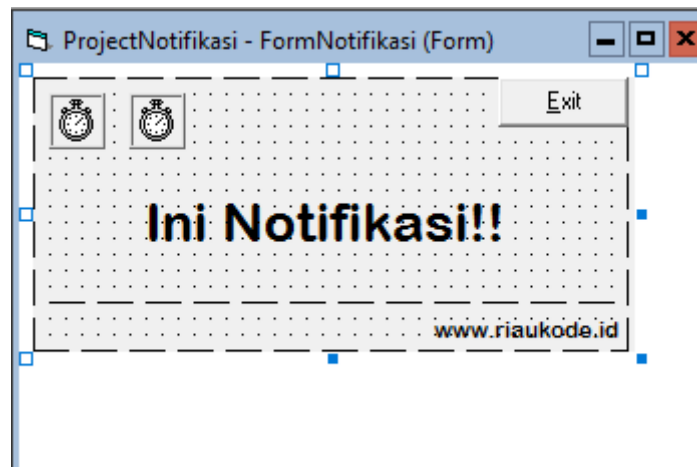 ProjectNotifikasi - FormNotifikasi (Form)
Exit
Ini Notifikasi!!
www.riaukode.id